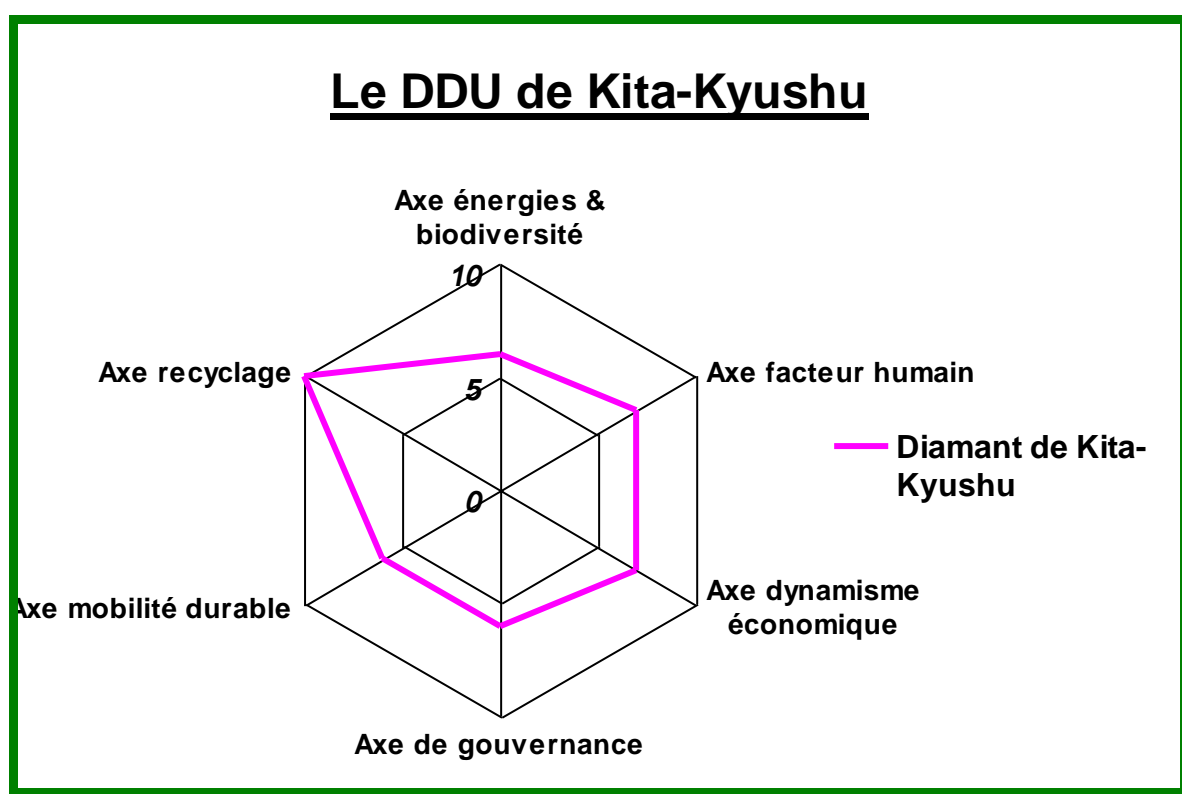 Le DDU de Kita-Kyushu
Axe énergies &
biodiversité
10
Axe recyclage
5
Axe facteur humain
Diamant de Kita-
Kyushu
0
Axe mobilité durable
Axe dynamisme
économique
Axe de gouvernance